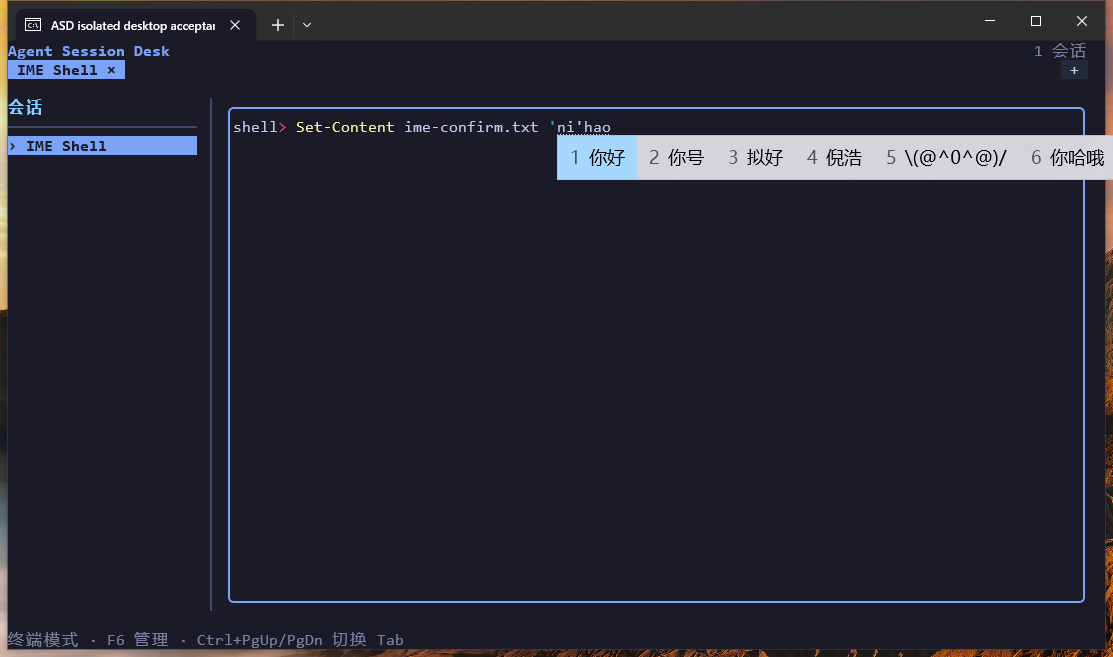 ASD isolated desktop acceptar
Agent Session Desk 1 会话
IME Shell × +
会话
› IME Shell
shell> Set-Content ime-confirm.txt 'ni'hao
1 你好 2 你号 3 拟好 4 倪浩 5 \(@^0^@)/ 6 你哈哦
终端模式 · F6 管理 · Ctrl+PgUp/PgDn 切换 Tab